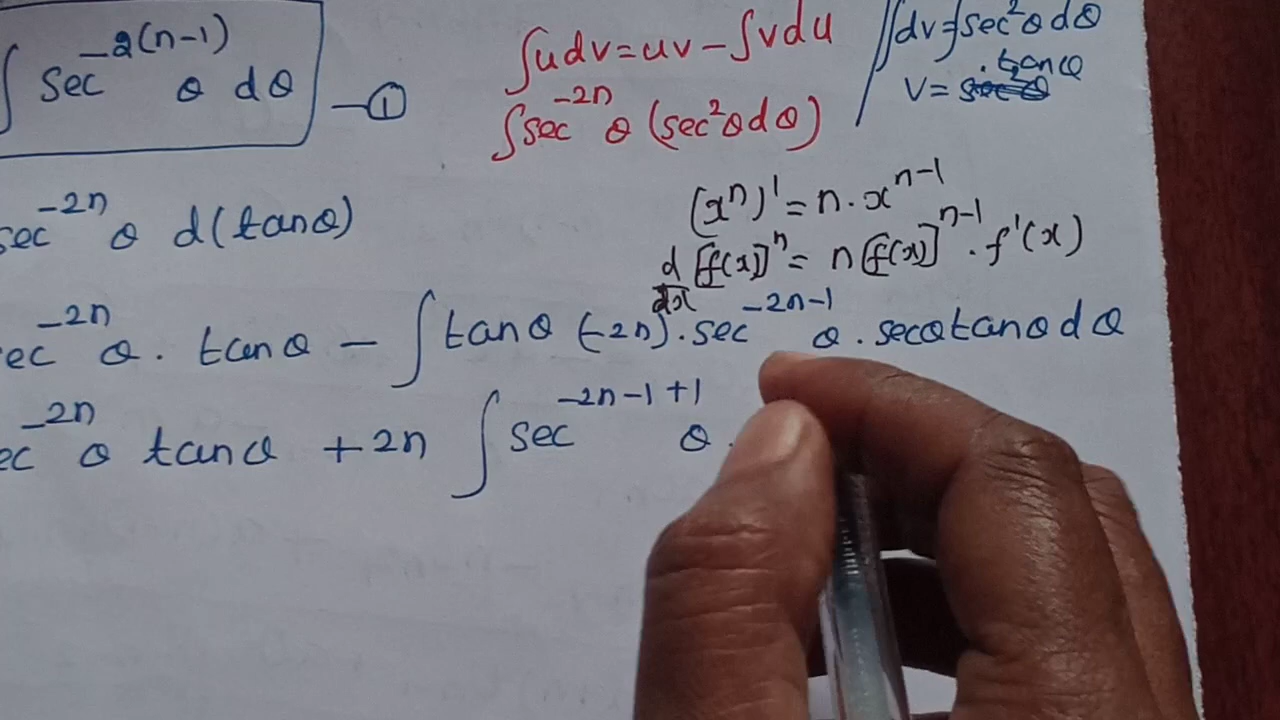 ∫ sec^{-2(n-1)} θ dθ —①
∫u dv = uv - ∫v du
∫sec^{-2n} θ (sec²θ dθ)
∫dv = ∫sec²θ dθ
v = tanθ
sec^{-2n} θ d(tanθ)
(xⁿ)' = n·x^{n-1}
d/dx [f(x)]ⁿ = n[f(x)]^{n-1} · f'(x)
sec^{-2n} θ · tanθ - ∫ tanθ (-2n)·sec^{-2n-1} θ · secθ tanθ dθ
sec^{-2n} θ tanθ + 2n ∫ sec^{-2n-1+1} θ ·